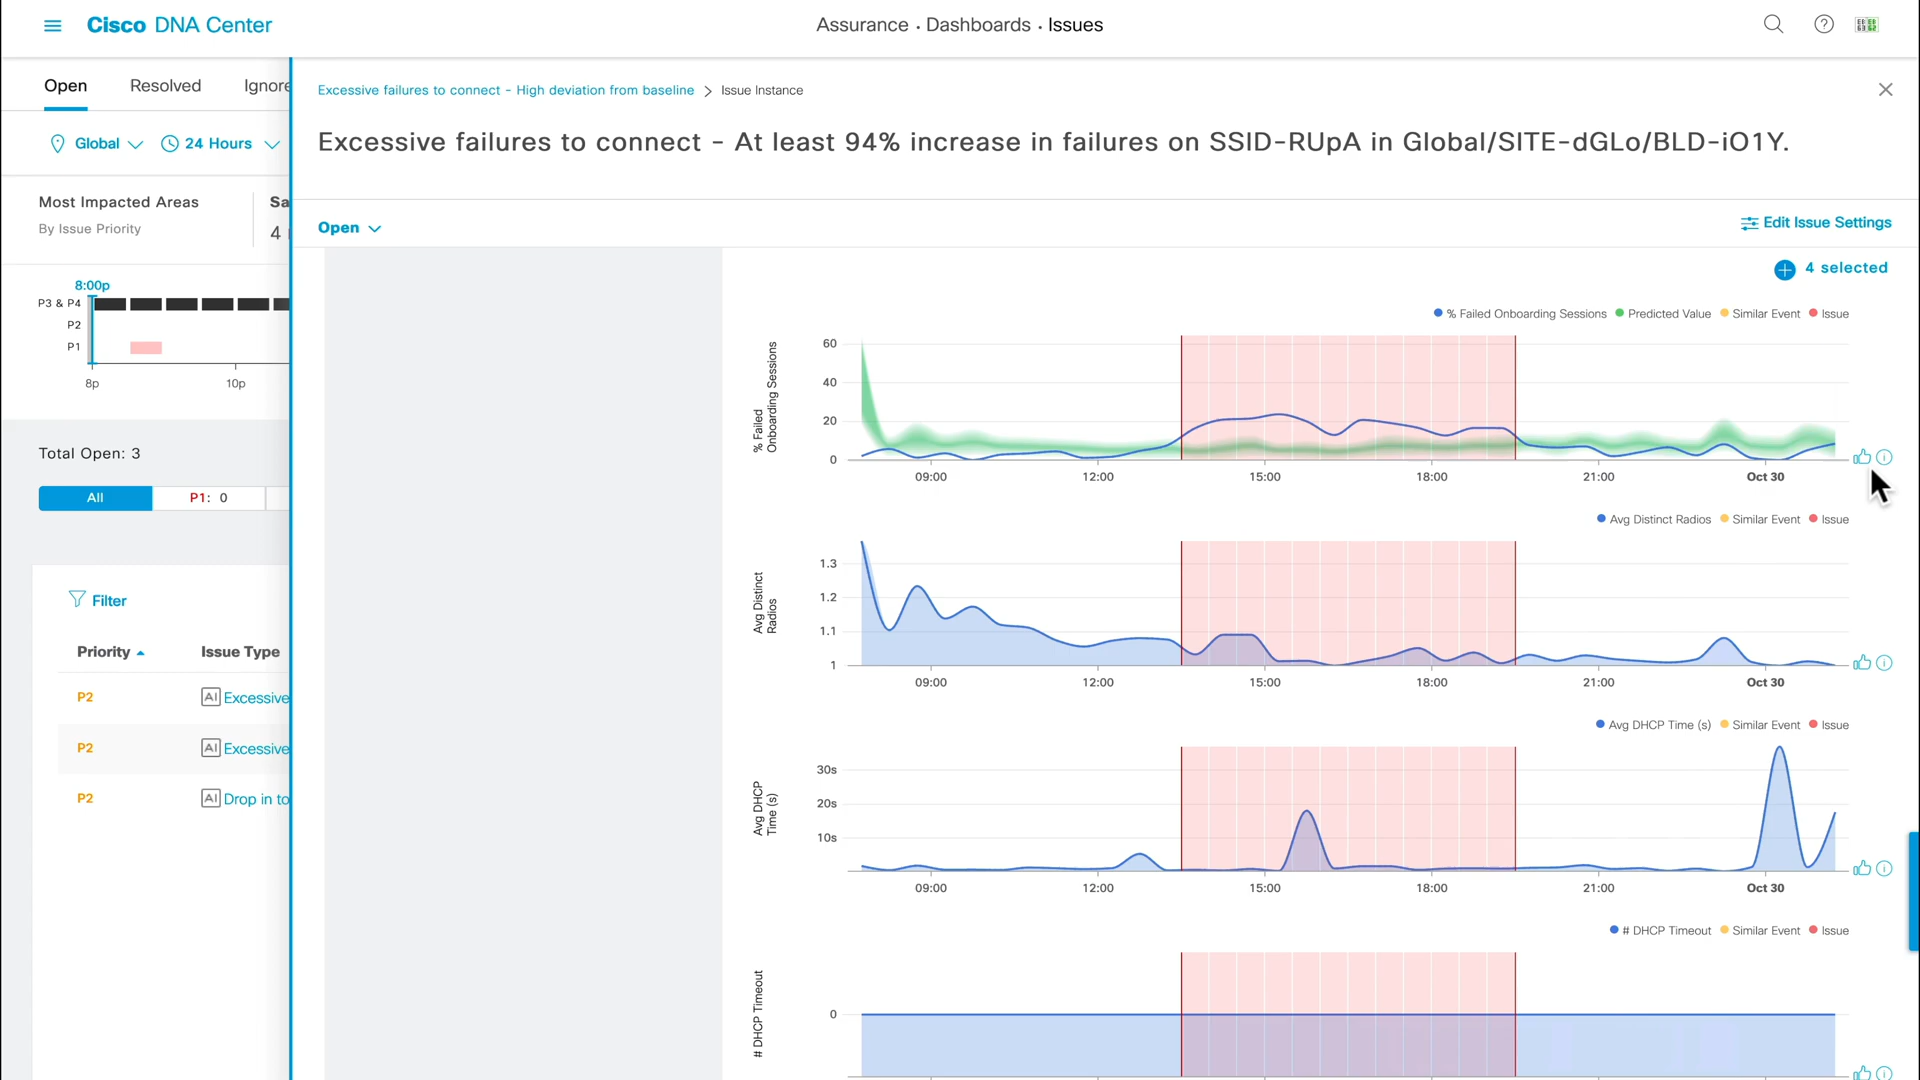 Cisco DNA Center
Assurance · Dashboards · Issues
Open Resolved Ignore
Global 24 Hours
Most Impacted Areas
By Issue Priority
Sa
4
8:00p
P3 & P4
P2
P1
8p 10p
Total Open: 3
All P1: 0
Filter
Priority Issue Type
P2 AI Excessive
P2 AI Excessive
P2 AI Drop in to
Excessive failures to connect - High deviation from baseline > Issue Instance
Excessive failures to connect - At least 94% increase in failures on SSID-RUpA in Global/SITE-dGLo/BLD-iO1Y.
Open
Edit Issue Settings
4 selected
% Failed Onboarding Sessions Predicted Value Similar Event Issue
% Failed
Onboarding Sessions
60
40
20
0
09:00 12:00 15:00 18:00 21:00 Oct 30
Avg Distinct Radios Similar Event Issue
Avg Distinct
Radios
1.3
1.2
1.1
1
09:00 12:00 15:00 18:00 21:00 Oct 30
Avg DHCP Time (s) Similar Event Issue
Avg DHCP
Time (s)
30s
20s
10s
09:00 12:00 15:00 18:00 21:00 Oct 30
# DHCP Timeout Similar Event Issue
# DHCP Timeout
0